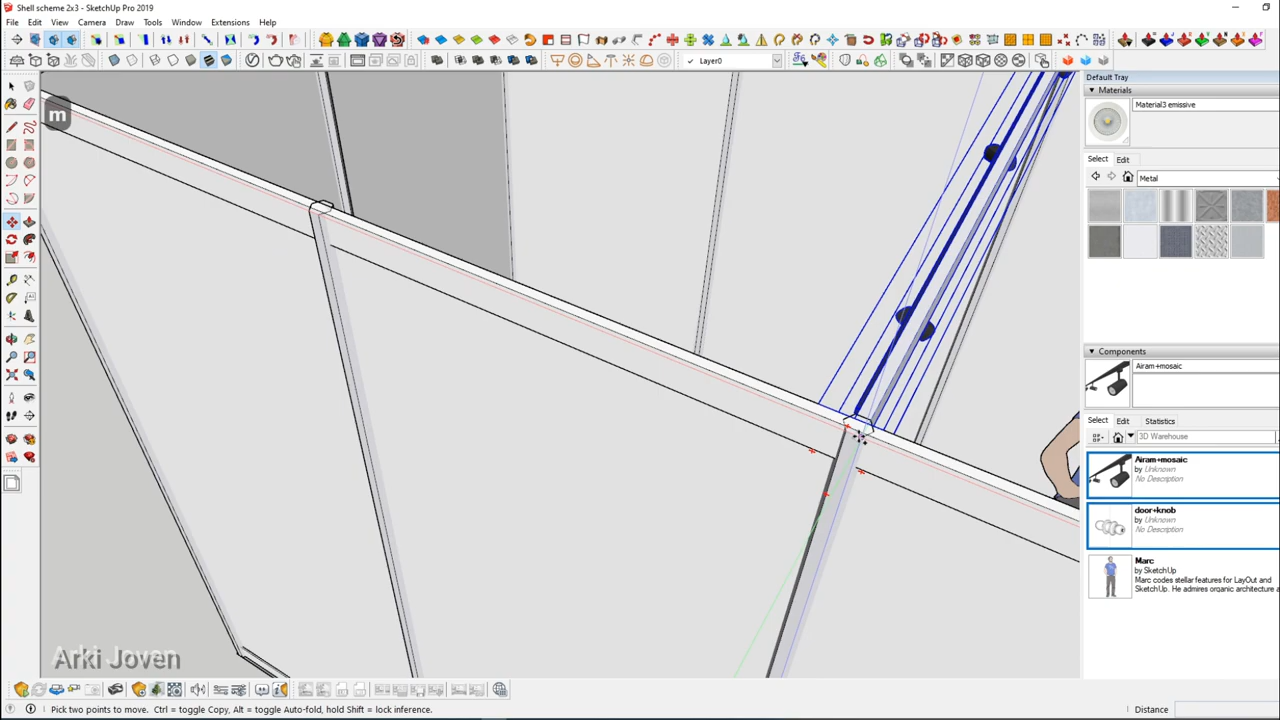 Shell scheme 2x3 - SketchUp Pro 2019
File Edit View Camera Draw Tools Window Extensions Help
Layer0
Default Tray
Materials
Material3 emissive
Select Edit
Metal
m
Components
Airam+mosaic
Select Edit Statistics
3D Warehouse
Airam+mosaic
by Unknown
No Description
door+knob
by Unknown
No Description
Marc
by SketchUp
Marc codes stellar features for LayOut and
SketchUp. He admires organic architecture a
Arki Joven
Pick two points to move. Ctrl = toggle Copy, Alt = toggle Auto-fold, hold Shift = lock inference.
Distance